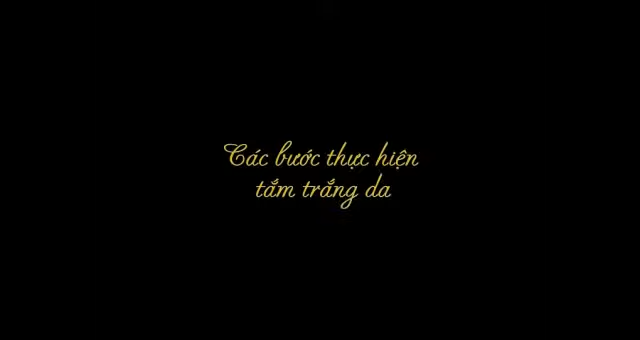 Các bước thực hiện
tắm trắng da